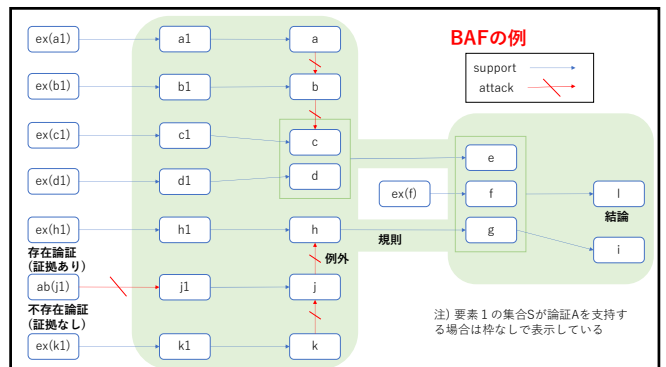 BAFの例
support
attack
ex(a1)
a1
a
ex(b1)
b1
b
ex(c1)
c1
c
ex(d1)
d1
d
e
ex(f)
f
l
結論
ex(h1)
h1
h
規則
g
i
存在論証
(証拠あり)
例外
ab(j1)
j1
j
不存在論証
(証拠なし)
ex(k1)
k1
k
注) 要素１の集合Sが論証Aを支持す
る場合は枠なしで表示している